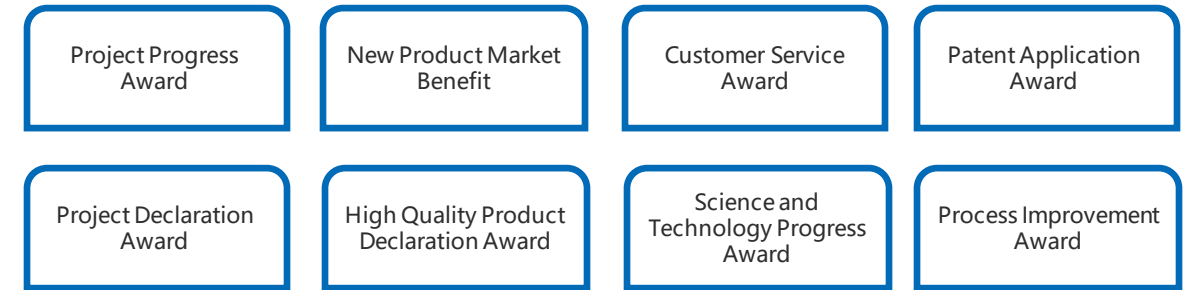 Project Progress
Award
New Product Market
Benefit
Customer Service
Award
Patent Application
Award
Project Declaration
Award
High Quality Product
Declaration Award
Science and
Technology Progress
Award
Process Improvement
Award